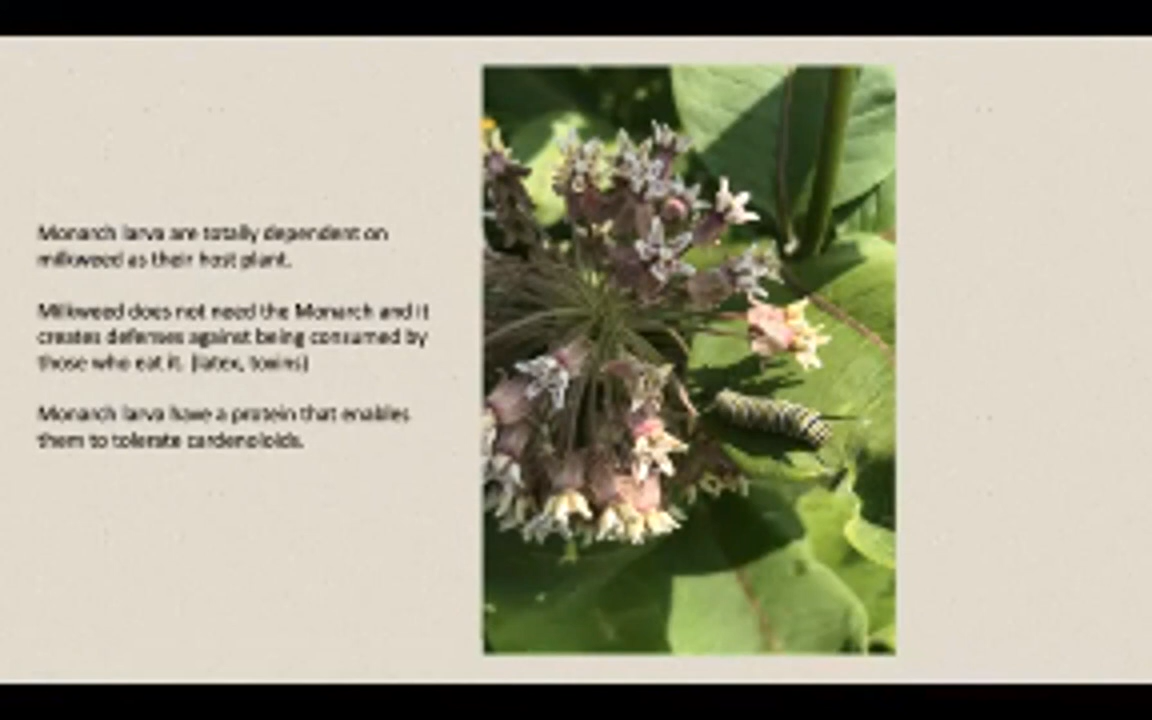 Monarch larva are totally dependent on
milkweed as their host plant.
Milkweed does not need the Monarch and it
creates defenses against being consumed by
those who eat it. (latex, toxins)
Monarch larva have a protein that enables
them to tolerate cardenoloids.